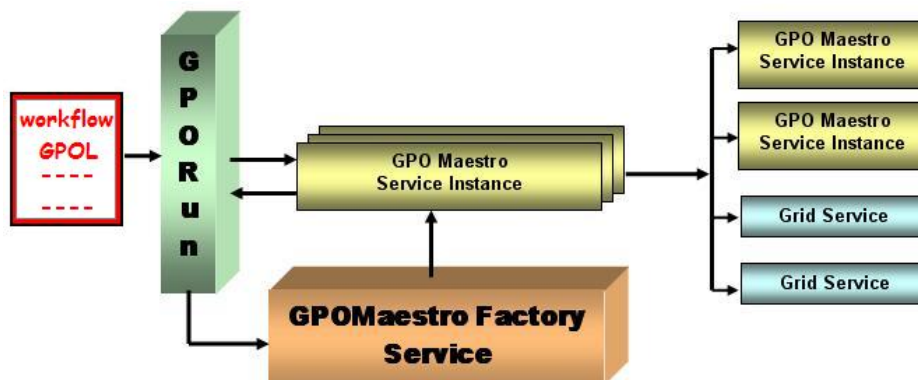 workflow
GPOL
----
----
GPORun
GPO Maestro
Service Instance
GPOMaestro Factory
Service
GPO Maestro
Service Instance
GPO Maestro
Service Instance
Grid Service
Grid Service